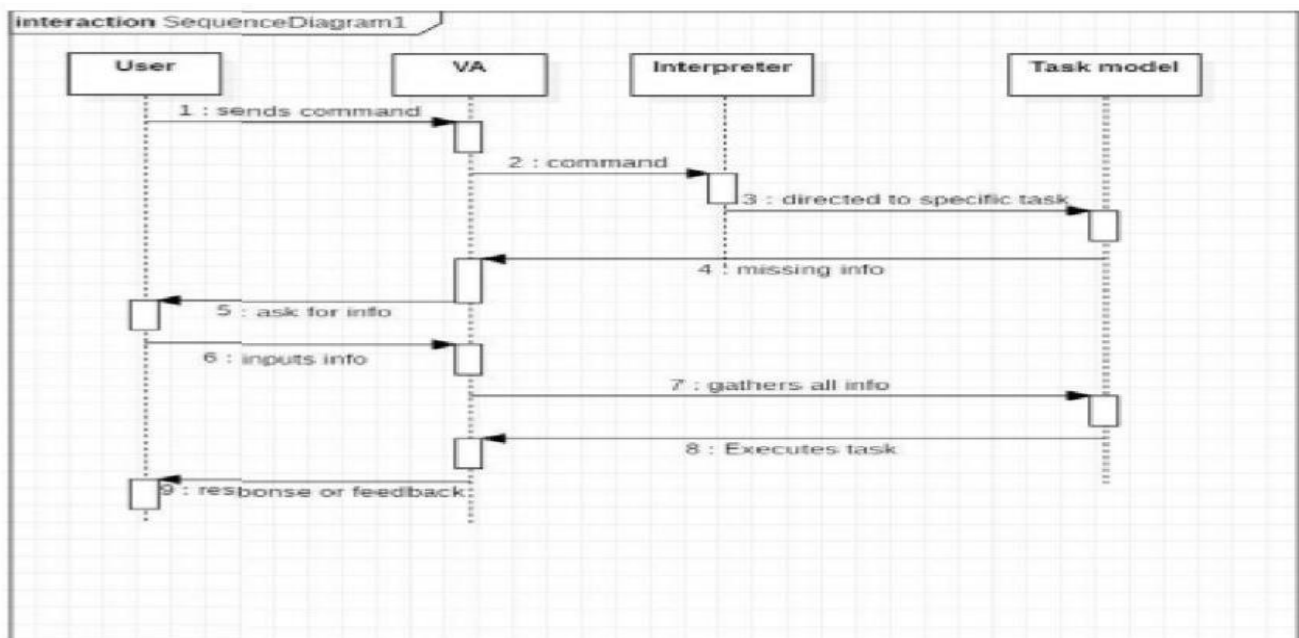 interaction SequenceDiagram1
User
VA
Interpreter
Task model
1 : sends command
2 : command
3 : directed to specific task
4 : missing info
5 : ask for info
6 : inputs info
7 : gathers all info
8 : Executes task
9 : response or feedback